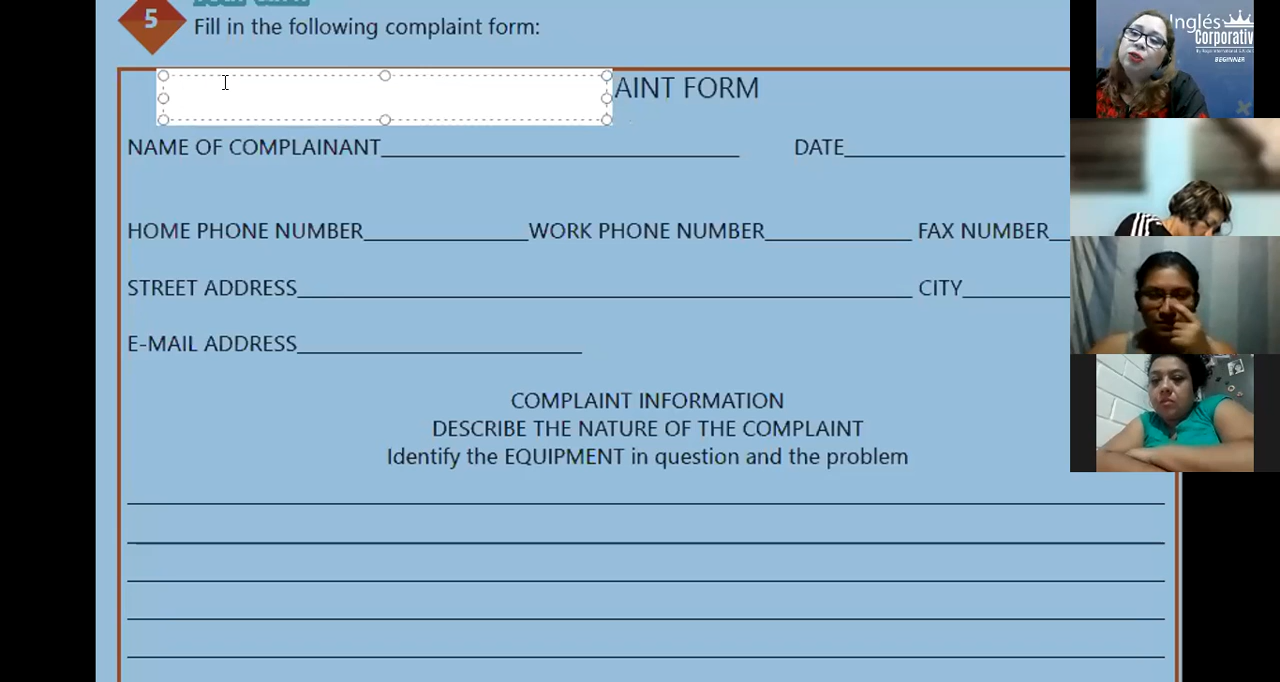 5
Fill in the following complaint form:
AINT FORM
NAME OF COMPLAINANT DATE
HOME PHONE NUMBER WORK PHONE NUMBER FAX NUMBER
STREET ADDRESS CITY
E-MAIL ADDRESS
COMPLAINT INFORMATION
DESCRIBE THE NATURE OF THE COMPLAINT
Identify the EQUIPMENT in question and the problem
Inglés
Corporativ
BEGINNER